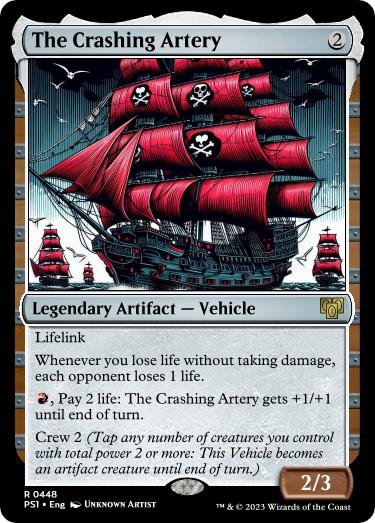 The Crashing Artery 2
Legendary Artifact — Vehicle
Lifelink
Whenever you lose life without taking damage,
each opponent loses 1 life.
, Pay 2 life: The Crashing Artery gets +1/+1
until end of turn.
Crew 2 (Tap any number of creatures you control
with total power 2 or more: This Vehicle becomes
an artifact creature until end of turn.)
2/3
R 0448
PS1 • Eng Unknown Artist
™ & © 2023 Wizards of the Coast